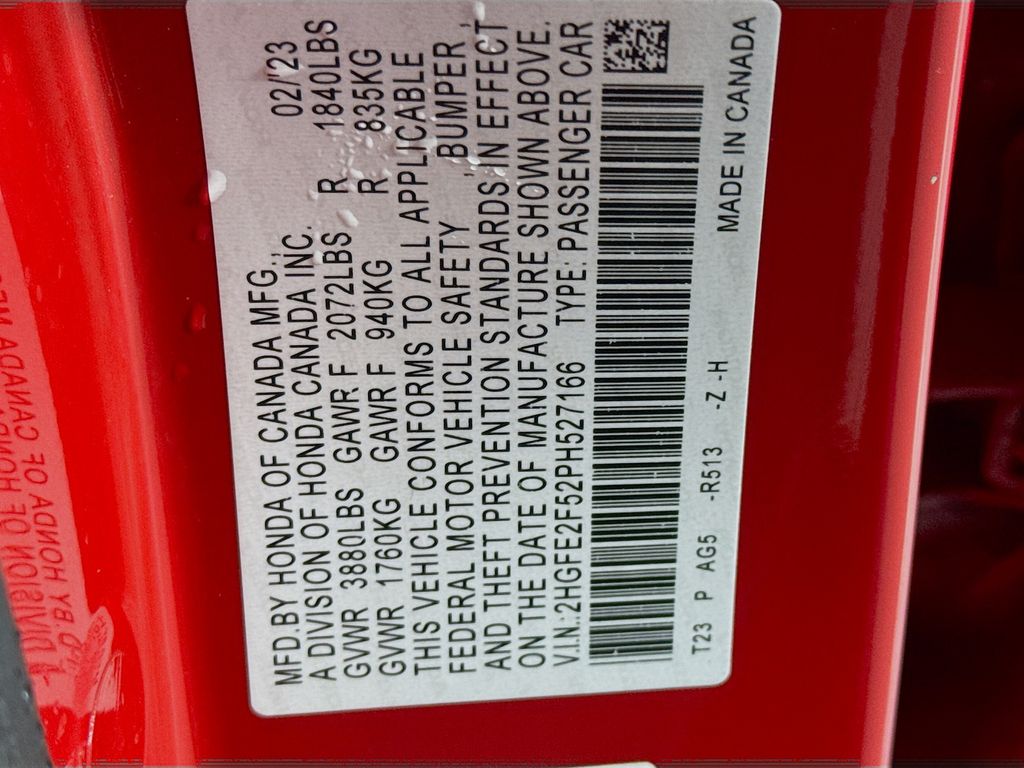 MFD.BY HONDA OF CANADA MFG., 02/'23
A DIVISION OF HONDA CANADA INC.
GVWR 3880LBS GAWR F 2072LBS R 1840LBS
GVWR 1760KG GAWR F 940KG R 835KG
THIS VEHICLE CONFORMS TO ALL APPLICABLE
FEDERAL MOTOR VEHICLE SAFETY, BUMPER,
AND THEFT PREVENTION STANDARDS IN EFFECT
ON THE DATE OF MANUFACTURE SHOWN ABOVE.
V.I.N.:2HGFE2F52PH527166 TYPE: PASSENGER CAR
T23 P AG5 -R513 -Z -H MADE IN CANADA